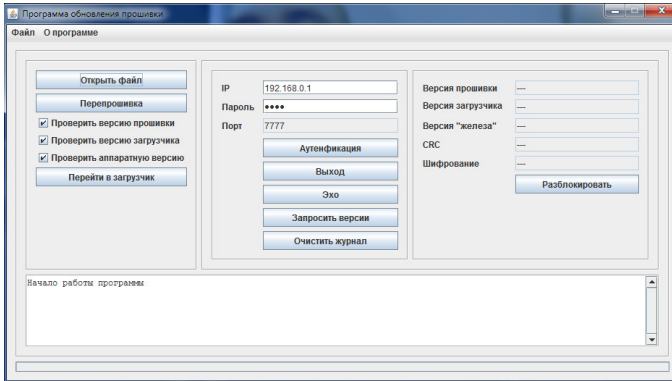 Программа обновления прошивки
Файл О программе
Открыть файл
Перепрошивка
Проверить версию прошивки
Проверить версию загрузчика
Проверить аппаратную версию
Перейти в загрузчик
IP 192.168.0.1
Пароль ••••
Порт 7777
Аутенфикация
Выход
Эхо
Запросить версии
Очистить журнал
Версия прошивки ---
Версия загрузчика ---
Версия "железа" ---
CRC ---
Шифрование ---
Разблокировать
Начало работы программы